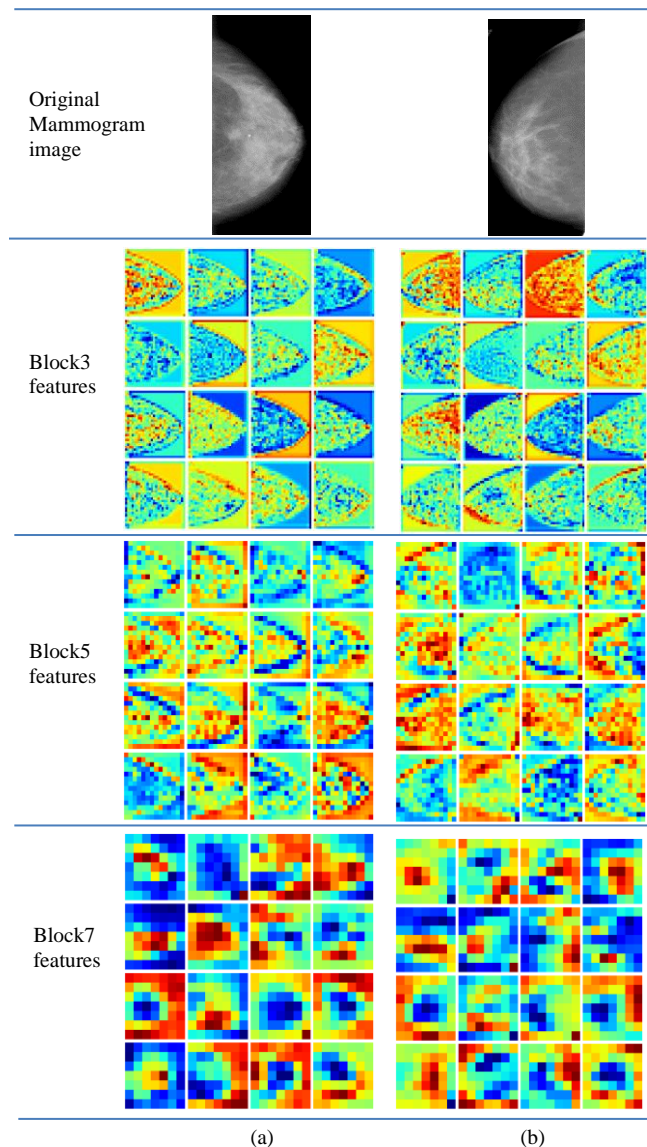 Original
Mammogram
image
Block3
features
Block5
features
Block7
features
(a)
(b)